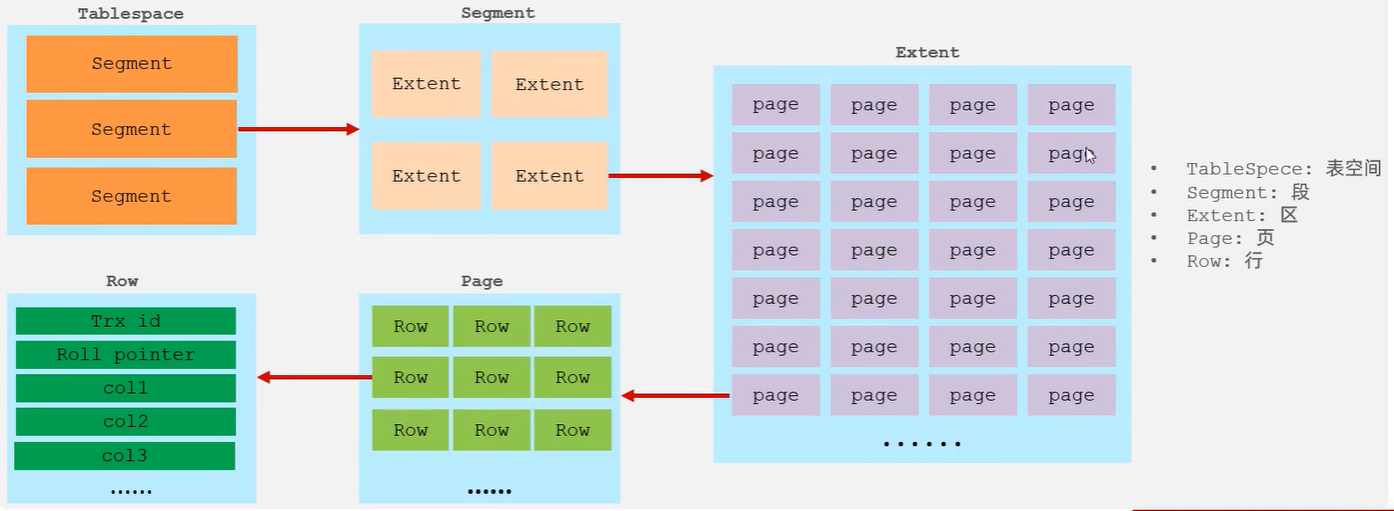 Tablespace
Segment
Segment
Segment
Segment
Extent Extent
Extent Extent
Extent
page page page page
page page page page
page page page page
page page page page
page page page page
page page page page
page page page page
......
• TableSpece: 表空间
• Segment: 段
• Extent: 区
• Page: 页
• Row: 行
Row
Trx id
Roll pointer
col1
col2
col3
......
Page
Row Row Row
Row Row Row
Row Row Row
......